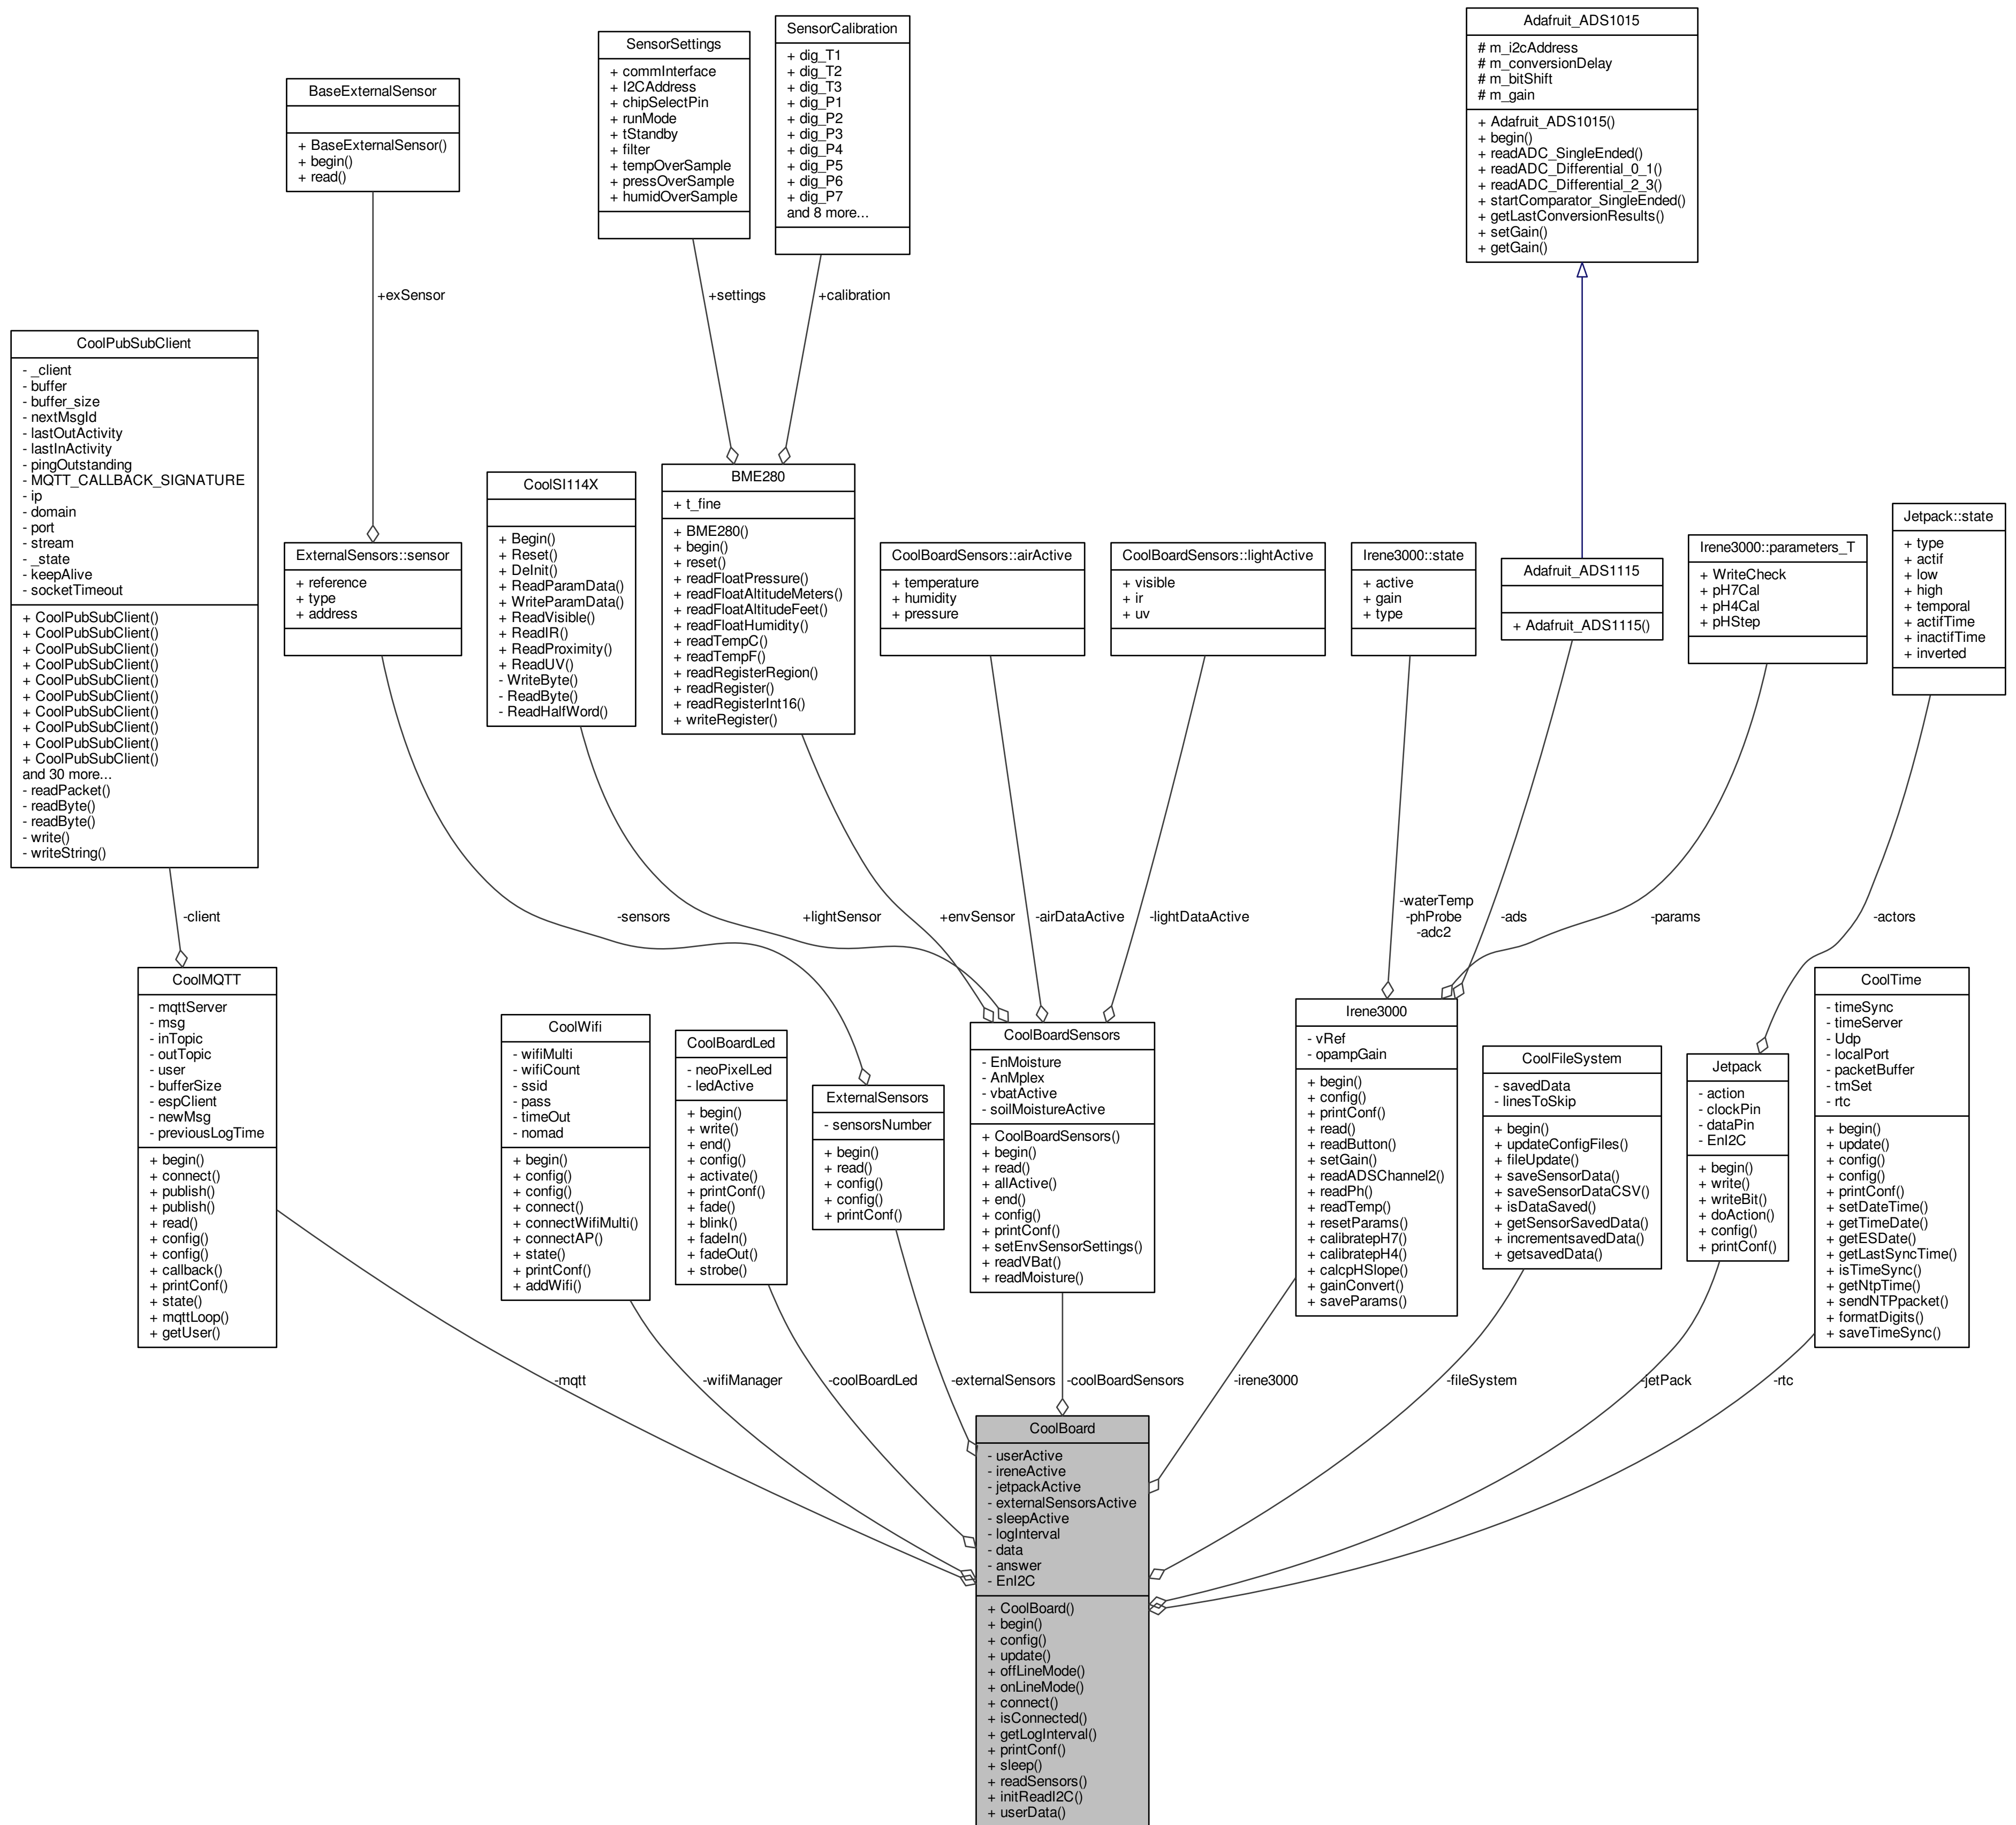 Adafruit_ADS1015
# m_i2cAddress
# m_conversionDelay
# m_bitShift
# m_gain
+ Adafruit_ADS1015()
+ begin()
+ readADC_SingleEnded()
+ readADC_Differential_0_1()
+ readADC_Differential_2_3()
+ startComparator_SingleEnded()
+ getLastConversionResults()
+ setGain()
+ getGain()
SensorCalibration
+ dig_T1
+ dig_T2
+ dig_T3
+ dig_P1
+ dig_P2
+ dig_P3
+ dig_P4
+ dig_P5
+ dig_P6
+ dig_P7
and 8 more...
SensorSettings
+ commInterface
+ I2CAddress
+ chipSelectPin
+ runMode
+ tStandby
+ filter
+ tempOverSample
+ pressOverSample
+ humidOverSample
BaseExternalSensor
+ BaseExternalSensor()
+ begin()
+ read()
+exSensor
+settings
+calibration
CoolPubSubClient
- _client
- buffer
- buffer_size
- nextMsgId
- lastOutActivity
- lastInActivity
- pingOutstanding
- MQTT_CALLBACK_SIGNATURE
- ip
- domain
- port
- stream
- _state
- keepAlive
- socketTimeout
+ CoolPubSubClient()
+ CoolPubSubClient()
+ CoolPubSubClient()
+ CoolPubSubClient()
+ CoolPubSubClient()
+ CoolPubSubClient()
+ CoolPubSubClient()
+ CoolPubSubClient()
+ CoolPubSubClient()
+ CoolPubSubClient()
and 30 more...
- readPacket()
- readByte()
- readByte()
- write()
- writeString()
ExternalSensors::sensor
+ reference
+ type
+ address
CoolSI114X
+ Begin()
+ Reset()
+ DeInit()
+ ReadParamData()
+ WriteParamData()
+ ReadVisible()
+ ReadIR()
+ ReadProximity()
+ ReadUV()
- WriteByte()
- ReadByte()
- ReadHalfWord()
BME280
+ t_fine
+ BME280()
+ begin()
+ reset()
+ readFloatPressure()
+ readFloatAltitudeMeters()
+ readFloatAltitudeFeet()
+ readFloatHumidity()
+ readTempC()
+ readTempF()
+ readRegisterRegion()
+ readRegister()
+ readRegisterInt16()
+ writeRegister()
CoolBoardSensors::airActive
+ temperature
+ humidity
+ pressure
CoolBoardSensors::lightActive
+ visible
+ ir
+ uv
Irene3000::state
+ active
+ gain
+ type
Adafruit_ADS1115
+ Adafruit_ADS1115()
Irene3000::parameters_T
+ WriteCheck
+ pH7Cal
+ pH4Cal
+ pHStep
Jetpack::state
+ type
+ actif
+ low
+ high
+ temporal
+ actifTime
+ inactifTime
+ inverted
-client
-sensors
+lightSensor
+envSensor
-airDataActive
-lightDataActive
-waterTemp
-phProbe
-adc2
-ads
-params
-actors
CoolMQTT
- mqttServer
- msg
- inTopic
- outTopic
- user
- bufferSize
- espClient
- newMsg
- previousLogTime
+ begin()
+ connect()
+ publish()
+ publish()
+ read()
+ config()
+ config()
+ callback()
+ printConf()
+ state()
+ mqttLoop()
+ getUser()
CoolWifi
- wifiMulti
- wifiCount
- ssid
- pass
- timeOut
- nomad
+ begin()
+ config()
+ config()
+ connect()
+ connectWifiMulti()
+ connectAP()
+ state()
+ printConf()
+ addWifi()
CoolBoardLed
- neoPixelLed
- ledActive
+ begin()
+ write()
+ end()
+ config()
+ activate()
+ printConf()
+ fade()
+ blink()
+ fadeIn()
+ fadeOut()
+ strobe()
ExternalSensors
- sensorsNumber
+ begin()
+ read()
+ config()
+ config()
+ printConf()
CoolBoardSensors
- EnMoisture
- AnMplex
- vbatActive
- soilMoistureActive
+ CoolBoardSensors()
+ begin()
+ read()
+ allActive()
+ end()
+ config()
+ printConf()
+ setEnvSensorSettings()
+ readVBat()
+ readMoisture()
Irene3000
- vRef
- opampGain
+ begin()
+ config()
+ printConf()
+ read()
+ readButton()
+ setGain()
+ readADSChannel2()
+ readPh()
+ readTemp()
+ resetParams()
+ calibratepH7()
+ calibratepH4()
+ calcpHSlope()
+ gainConvert()
+ saveParams()
CoolFileSystem
- savedData
- linesToSkip
+ begin()
+ updateConfigFiles()
+ fileUpdate()
+ saveSensorData()
+ saveSensorDataCSV()
+ isDataSaved()
+ getSensorSavedData()
+ incrementsavedData()
+ getsavedData()
Jetpack
- action
- clockPin
- dataPin
- EnI2C
+ begin()
+ write()
+ writeBit()
+ doAction()
+ config()
+ printConf()
CoolTime
- timeSync
- timeServer
- Udp
- localPort
- packetBuffer
- tmSet
- rtc
+ begin()
+ update()
+ config()
+ config()
+ printConf()
+ setDateTime()
+ getTimeDate()
+ getESDate()
+ getLastSyncTime()
+ isTimeSync()
+ getNtpTime()
+ sendNTPpacket()
+ formatDigits()
+ saveTimeSync()
-mqtt
-wifiManager
-coolBoardLed
-externalSensors
-coolBoardSensors
-irene3000
-fileSystem
-jetPack
-rtc
CoolBoard
- userActive
- ireneActive
- jetpackActive
- externalSensorsActive
- sleepActive
- logInterval
- data
- answer
- EnI2C
+ CoolBoard()
+ begin()
+ config()
+ update()
+ offLineMode()
+ onLineMode()
+ connect()
+ isConnected()
+ getLogInterval()
+ printConf()
+ sleep()
+ readSensors()
+ initReadI2C()
+ userData()